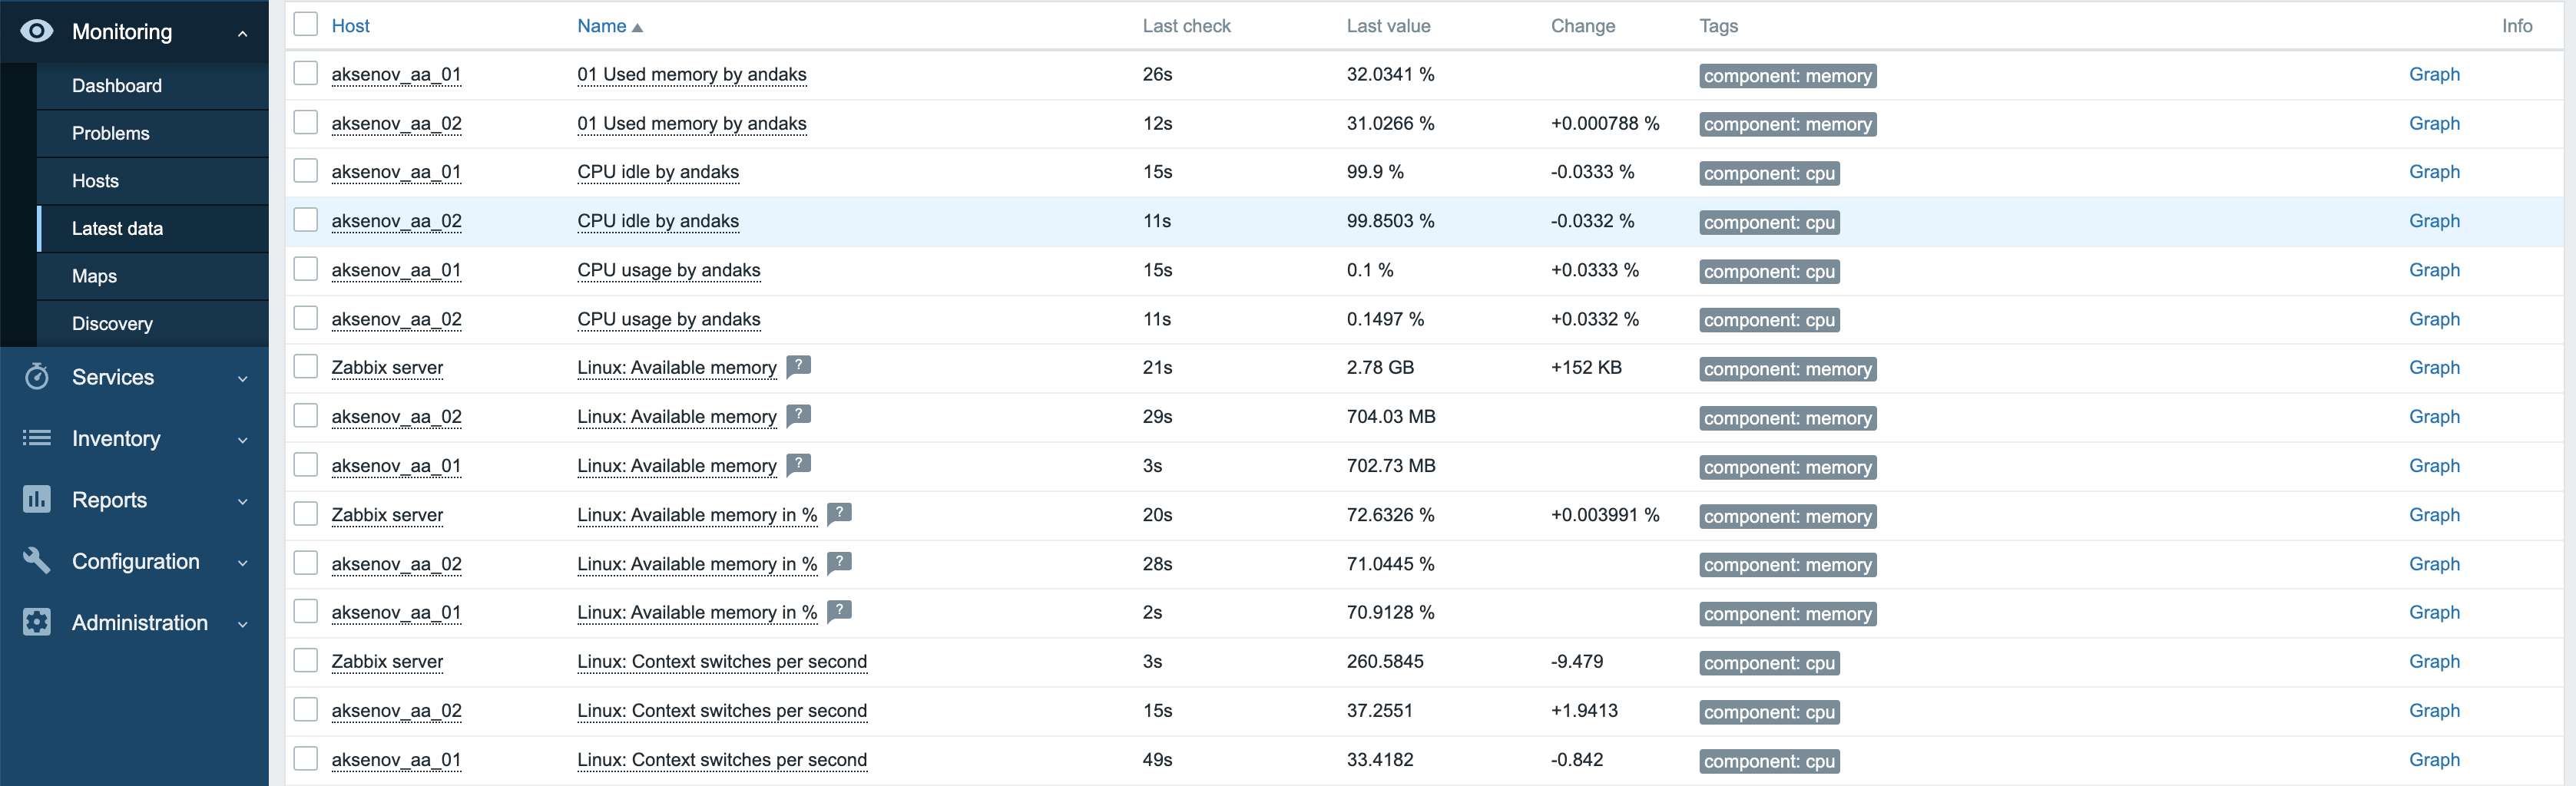 Monitoring
Dashboard
Problems
Hosts
Latest data
Maps
Discovery
Services
Inventory
Reports
Configuration
Administration
Host Name Last check Last value Change Tags Info
aksenov_aa_01 01 Used memory by andaks 26s 32.0341 % component: memory Graph
aksenov_aa_02 01 Used memory by andaks 12s 31.0266 % +0.000788 % component: memory Graph
aksenov_aa_01 CPU idle by andaks 15s 99.9 % -0.0333 % component: cpu Graph
aksenov_aa_02 CPU idle by andaks 11s 99.8503 % -0.0332 % component: cpu Graph
aksenov_aa_01 CPU usage by andaks 15s 0.1 % +0.0333 % component: cpu Graph
aksenov_aa_02 CPU usage by andaks 11s 0.1497 % +0.0332 % component: cpu Graph
Zabbix server Linux: Available memory ? 21s 2.78 GB +152 KB component: memory Graph
aksenov_aa_02 Linux: Available memory ? 29s 704.03 MB component: memory Graph
aksenov_aa_01 Linux: Available memory ? 3s 702.73 MB component: memory Graph
Zabbix server Linux: Available memory in % ? 20s 72.6326 % +0.003991 % component: memory Graph
aksenov_aa_02 Linux: Available memory in % ? 28s 71.0445 % component: memory Graph
aksenov_aa_01 Linux: Available memory in % ? 2s 70.9128 % component: memory Graph
Zabbix server Linux: Context switches per second 3s 260.5845 -9.479 component: cpu Graph
aksenov_aa_02 Linux: Context switches per second 15s 37.2551 +1.9413 component: cpu Graph
aksenov_aa_01 Linux: Context switches per second 49s 33.4182 -0.842 component: cpu Graph